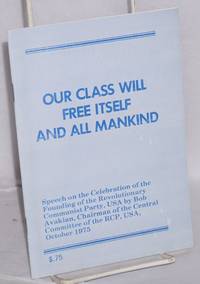 OUR CLASS WILL
FREE ITSELF
AND ALL MANKIND
Speech on the Celebration of the
Founding of the Revolutionary
Communist Party, USA by Bob
Avakian, Chairman of the Central
Committee of the RCP, USA,
October 1975
$.75